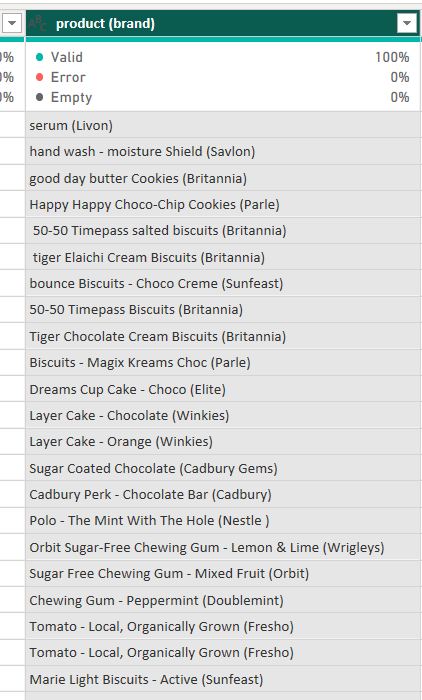 ABC product (brand)
0% Valid 100%
0% Error 0%
0% Empty 0%
serum (Livon)
hand wash - moisture Shield (Savlon)
good day butter Cookies (Britannia)
Happy Happy Choco-Chip Cookies (Parle)
50-50 Timepass salted biscuits (Britannia)
tiger Elaichi Cream Biscuits (Britannia)
bounce Biscuits - Choco Creme (Sunfeast)
50-50 Timepass Biscuits (Britannia)
Tiger Chocolate Cream Biscuits (Britannia)
Biscuits - Magix Kreams Choc (Parle)
Dreams Cup Cake - Choco (Elite)
Layer Cake - Chocolate (Winkies)
Layer Cake - Orange (Winkies)
Sugar Coated Chocolate (Cadbury Gems)
Cadbury Perk - Chocolate Bar (Cadbury)
Polo - The Mint With The Hole (Nestle )
Orbit Sugar-Free Chewing Gum - Lemon & Lime (Wrigleys)
Sugar Free Chewing Gum - Mixed Fruit (Orbit)
Chewing Gum - Peppermint (Doublemint)
Tomato - Local, Organically Grown (Fresho)
Tomato - Local, Organically Grown (Fresho)
Marie Light Biscuits - Active (Sunfeast)